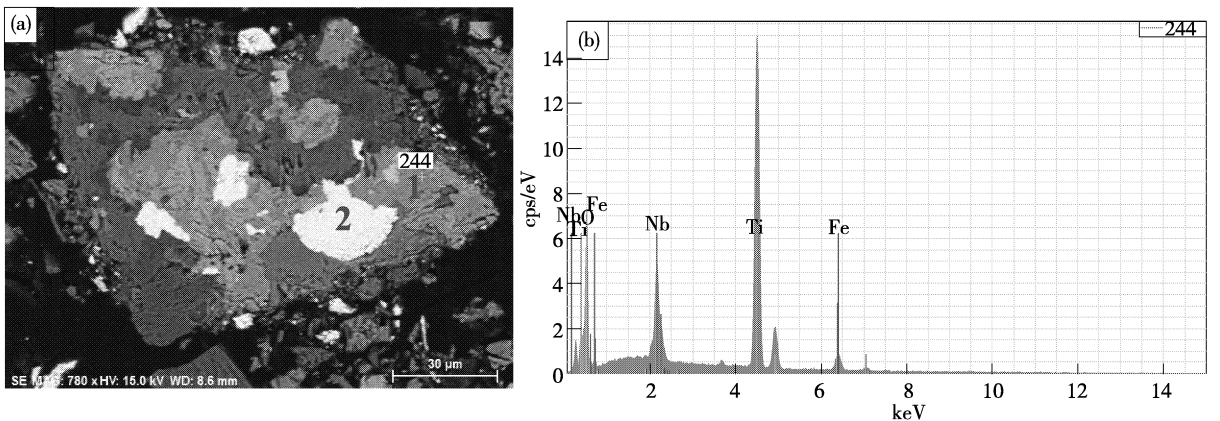 (a)
244
1
2
SE MAG: 780 x HV: 15.0 kV WD: 8.6 mm
30 μm
(b)
244
cps/eV
14
12
10
8
6
4
2
0
Nb O Fe
Ti
Nb
Ti
Fe
2 4 6 8 10 12 14
keV